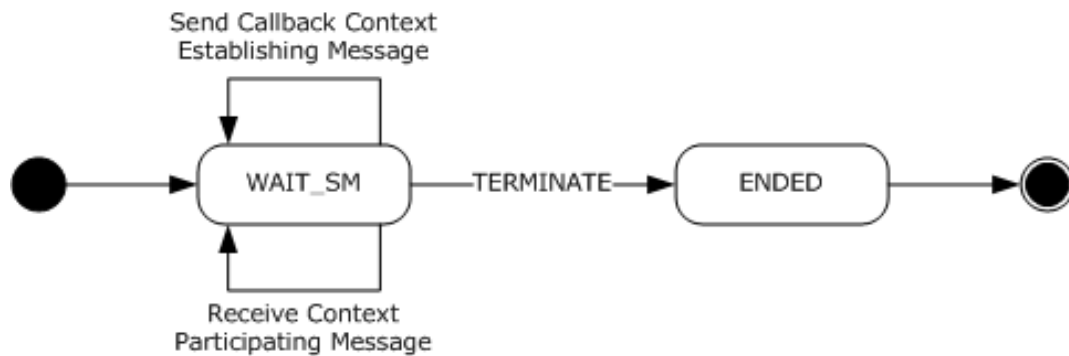 Send Callback Context
Establishing Message
WAIT_SM
TERMINATE
ENDED
Receive Context
Participating Message